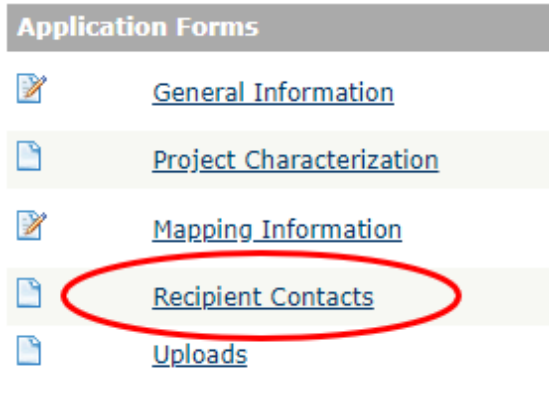 Application Forms
General Information
Project Characterization
Mapping Information
Recipient Contacts
Uploads